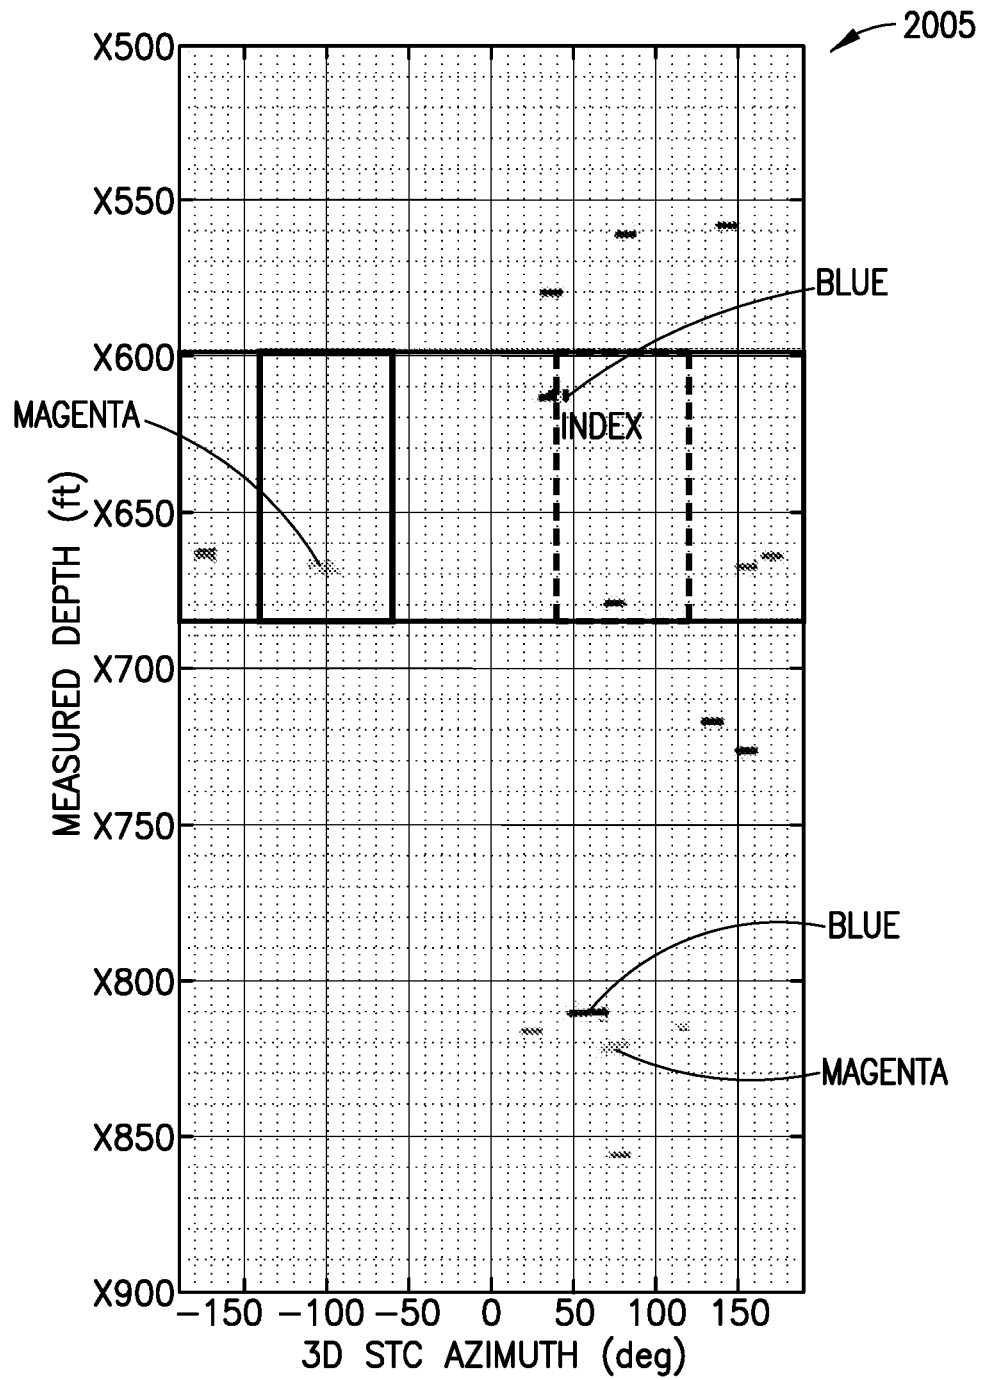 2005
X500
X550
BLUE
X600
MAGENTA
INDEX
X650
X700
X750
BLUE
X800
MAGENTA
X850
X900
MEASURED DEPTH (ft)
-150 -100 -50 0 50 100 150
3D STC AZIMUTH (deg)